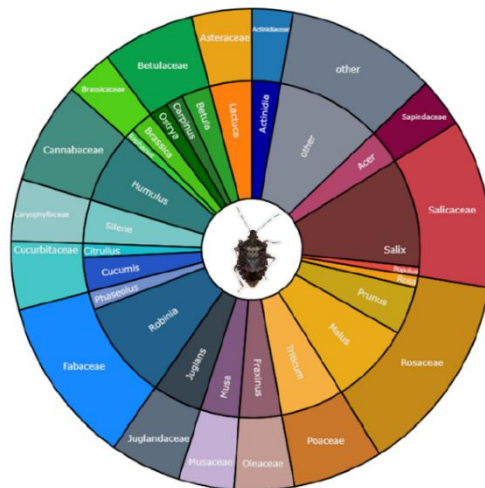 Actinidiaceae
other
Sapindaceae
Salicaceae
Rosaceae
Poaceae
Oleaceae
Musaceae
Juglandaceae
Fabaceae
Cucurbitaceae
Caryophyllaceae
Cannabaceae
Brassicaceae
Betulaceae
Asteraceae
Actinidia
other
Acer
Salix
Populus
Rosa
Prunus
Malus
Triticum
Fraxinus
Musa
Juglans
Robinia
Phaseolus
Cucumis
Citrullus
Silene
Humulus
Brassica
Ostrya
Carpinus
Betula
Lactuca